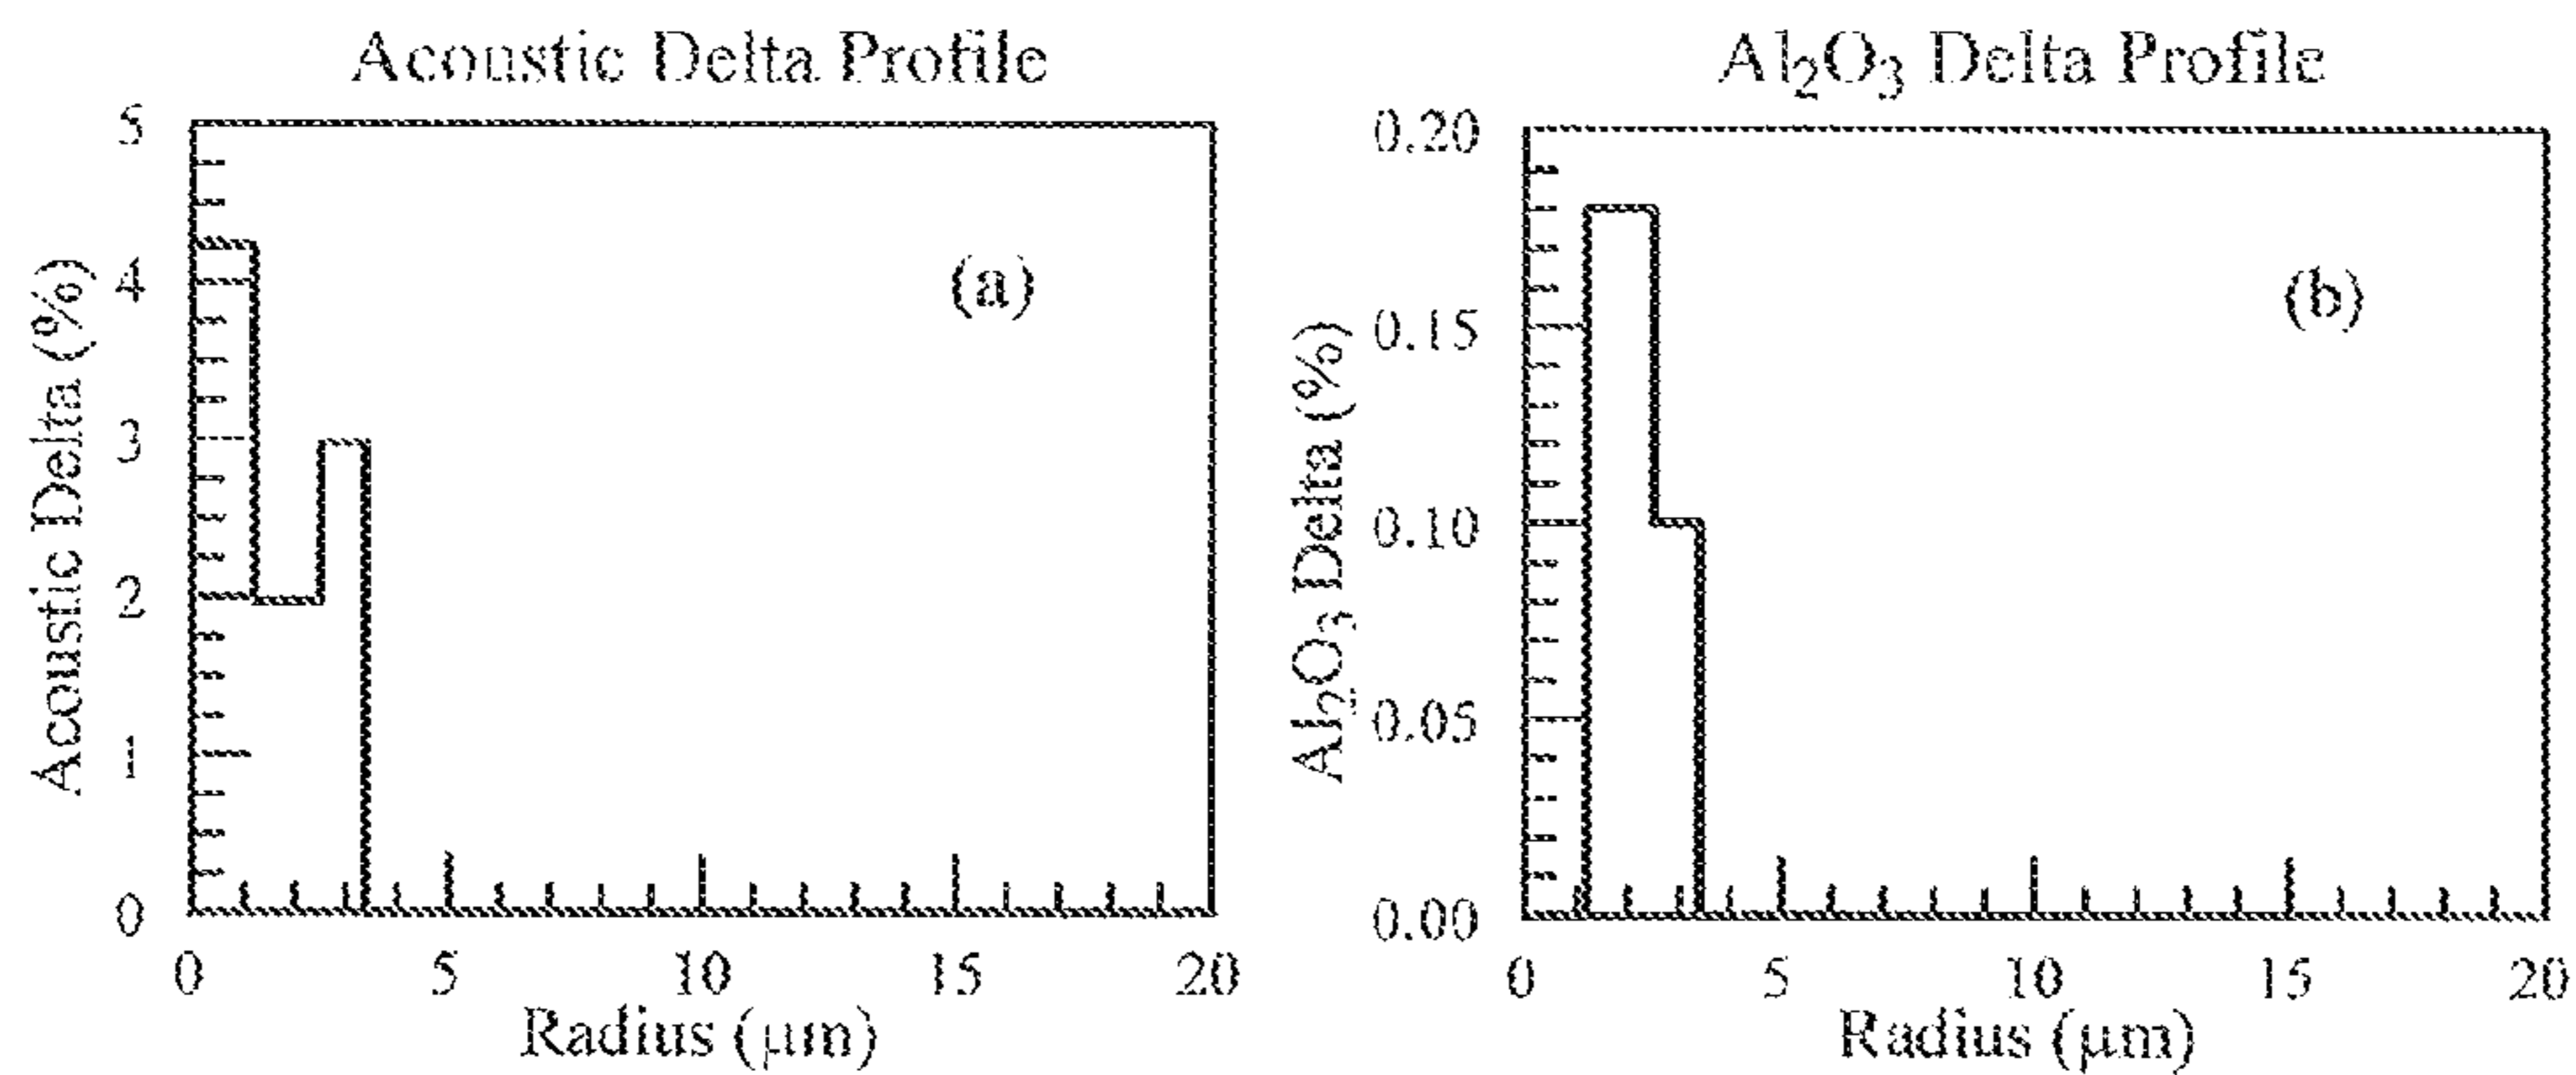 Acoustic Delta Profile
Acoustic Delta (%)
5
4
3
2
1
0
(a)
0 5 10 15 20
Radius (μm)
Al₂O₃ Delta Profile
Al₂O₃ Delta (%)
0.20
0.15
0.10
0.05
0.00
(b)
0 5 10 15 20
Radius (μm)